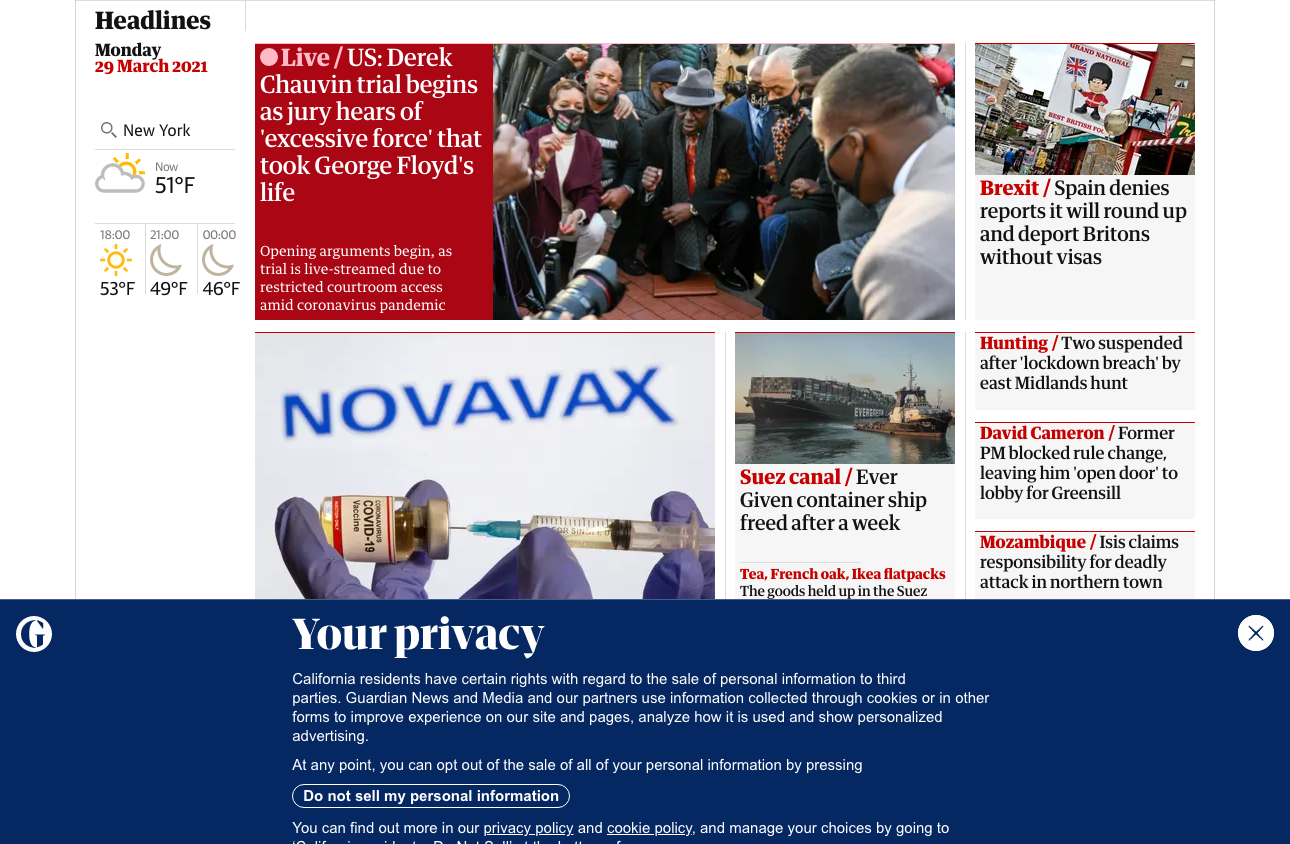 Headlines
Monday
29 March 2021
New York
Now
51°F
18:00 21:00 00:00
53°F 49°F 46°F
Live / US: Derek
Chauvin trial begins
as jury hears of
'excessive force' that
took George Floyd's
life
Opening arguments begin, as
trial is live-streamed due to
restricted courtroom access
amid coronavirus pandemic
8:46
GRAND NATIONAL
BEST BRITISH
Brexit / Spain denies
reports it will round up
and deport Britons
without visas
NOVAVAX
CORONAVIRUS
COVID-19
Vaccine
FOR SINGLE
EVERGREEN
Suez canal / Ever
Given container ship
freed after a week
Tea, French oak, Ikea flatpacks
The goods held up in the Suez
Hunting / Two suspended
after 'lockdown breach' by
east Midlands hunt
David Cameron / Former
PM blocked rule change,
leaving him 'open door' to
lobby for Greensill
Mozambique / Isis claims
responsibility for deadly
attack in northern town
G
Your privacy
California residents have certain rights with regard to the sale of personal information to third
parties. Guardian News and Media and our partners use information collected through cookies or in other
forms to improve experience on our site and pages, analyze how it is used and show personalized
advertising.
At any point, you can opt out of the sale of all of your personal information by pressing
Do not sell my personal information
You can find out more in our privacy policy and cookie policy, and manage your choices by going to